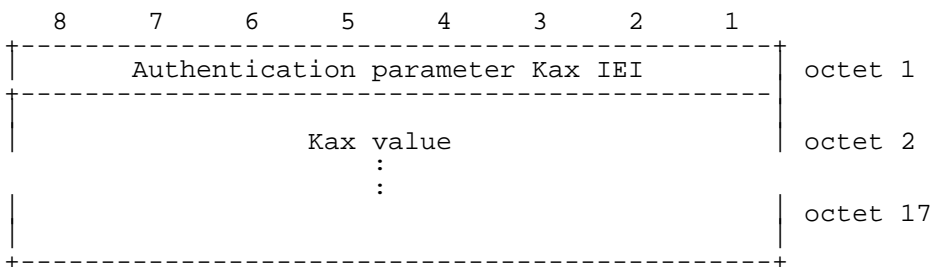 8 7 6 5 4 3 2 1
+-----------------------------------------------+
| Authentication parameter Kax IEI | octet 1
+-----------------------------------------------|
| |
| Kax value | octet 2
:
:
| | octet 17
| |
+-----------------------------------------------+